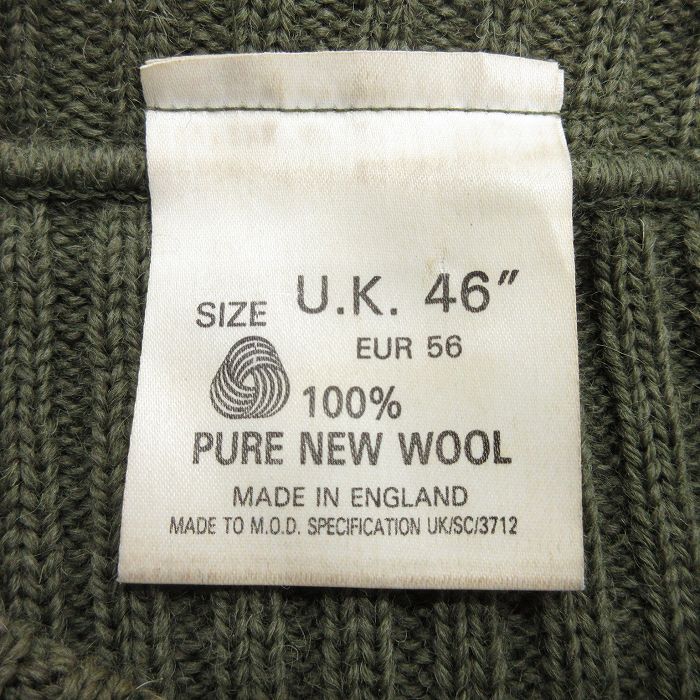 SIZE U.K. 46″
EUR 56
100%
PURE NEW WOOL
MADE IN ENGLAND
MADE TO M.O.D. SPECIFICATION UK/SC/3712